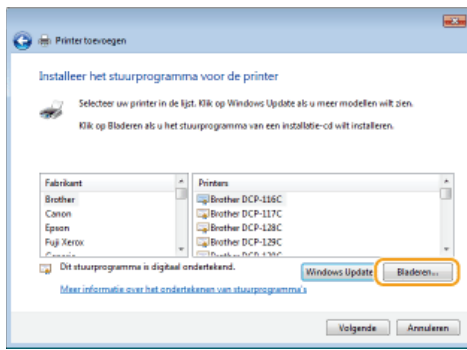 Printer toevoegen
Installeer het stuurprogramma voor de printer
Selecteer uw printer in de lijst. Klik op Windows Update als u meer modellen wilt zien.
Klik op Bladeren als u het stuurprogramma van een installatie-cd wilt installeren.
Fabrikant
Brother
Canon
Epson
Fuji Xerox
Printers
Brother DCP-116C
Brother DCP-117C
Brother DCP-128C
Brother DCP-129C
Dit stuurprogramma is digitaal ondertekend.
Windows Update
Bladeren...
Meer informatie over het ondertekenen van stuurprogramma's
Volgende
Annuleren